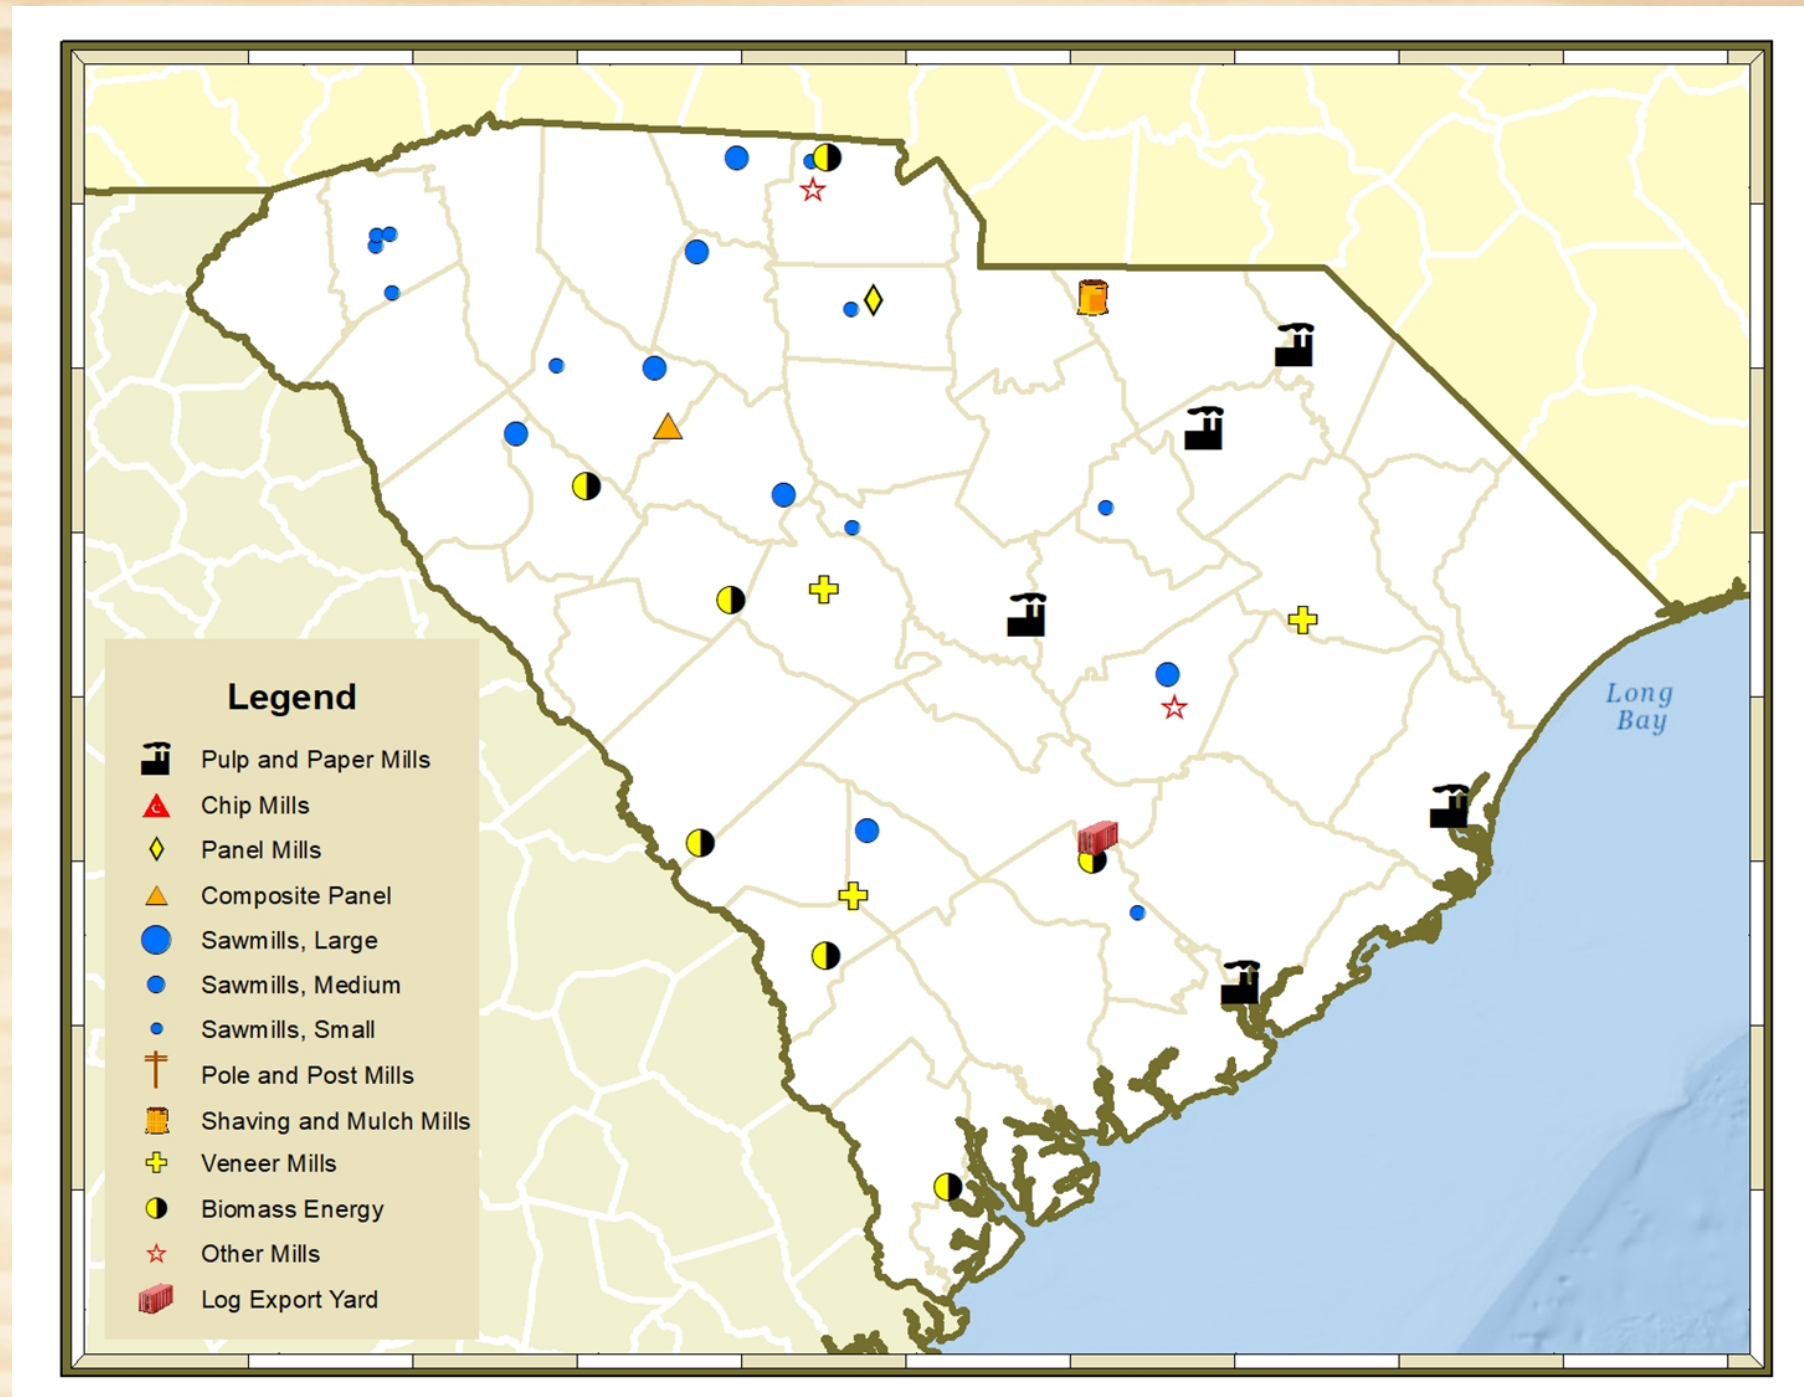 Legend
Pulp and Paper Mills
Chip Mills
Panel Mills
Composite Panel
Sawmills, Large
Sawmills, Medium
Sawmills, Small
Pole and Post Mills
Shaving and Mulch Mills
Veneer Mills
Biomass Energy
Other Mills
Log Export Yard
Long
Bay